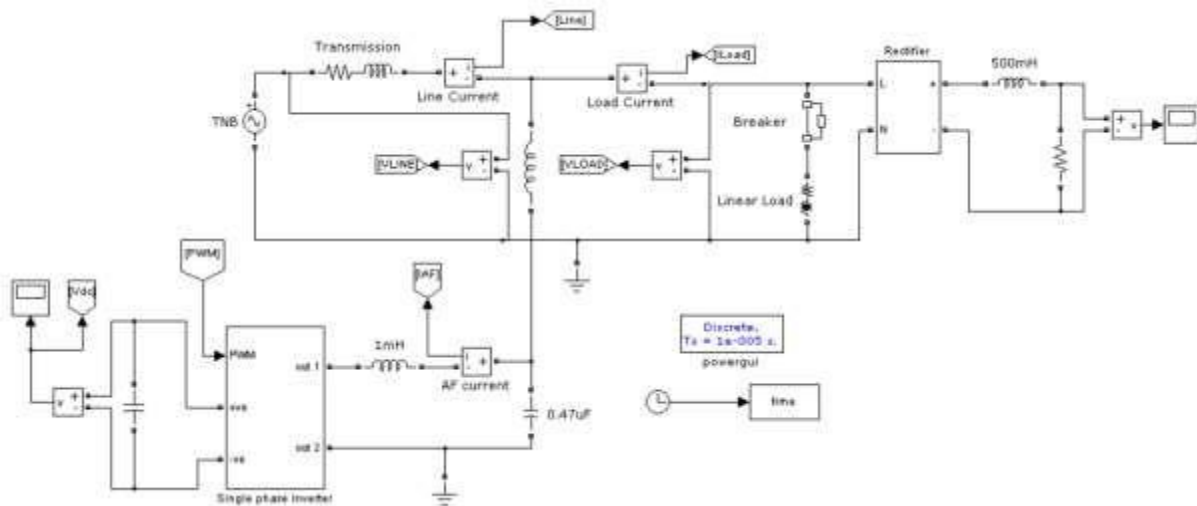 [Line]
Transmission
[ILoad]
Rectifier
500mH
Line Current
Load Current
TNB
L
N
Breaker
[VLINE]
[VLOAD]
Linear Load
[PWM]
[IAF]
[Vdc]
Discrete,
Ts = 1e-005 s.
powergui
1mH
PWM
out 1
AF current
+ve
0.47uF
time
-ve
out 2
Single phase Inverter